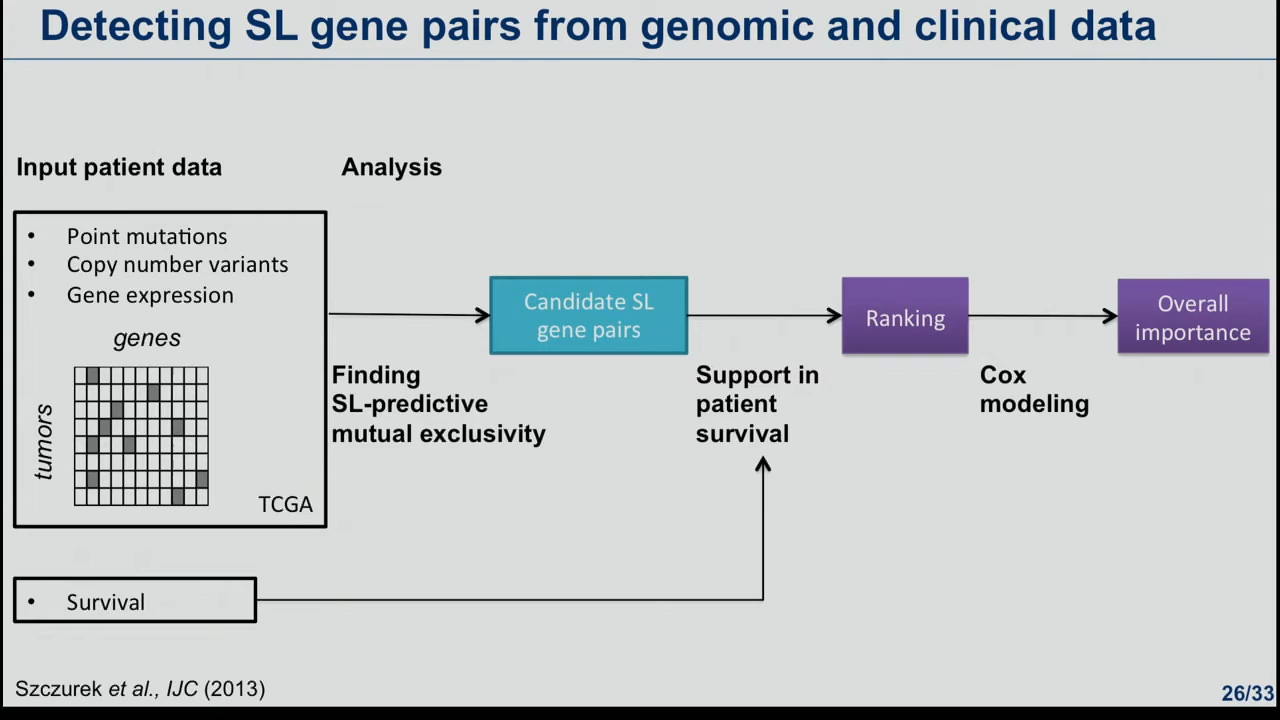 Detecting SL gene pairs from genomic and clinical data
Input patient data
Analysis
• Point mutations
• Copy number variants
• Gene expression
genes
tumors
TCGA
Candidate SL
gene pairs
Ranking
Overall
importance
Finding
SL-predictive
mutual exclusivity
Support in
patient
survival
Cox
modeling
• Survival
Szczurek et al., IJC (2013)
26/33